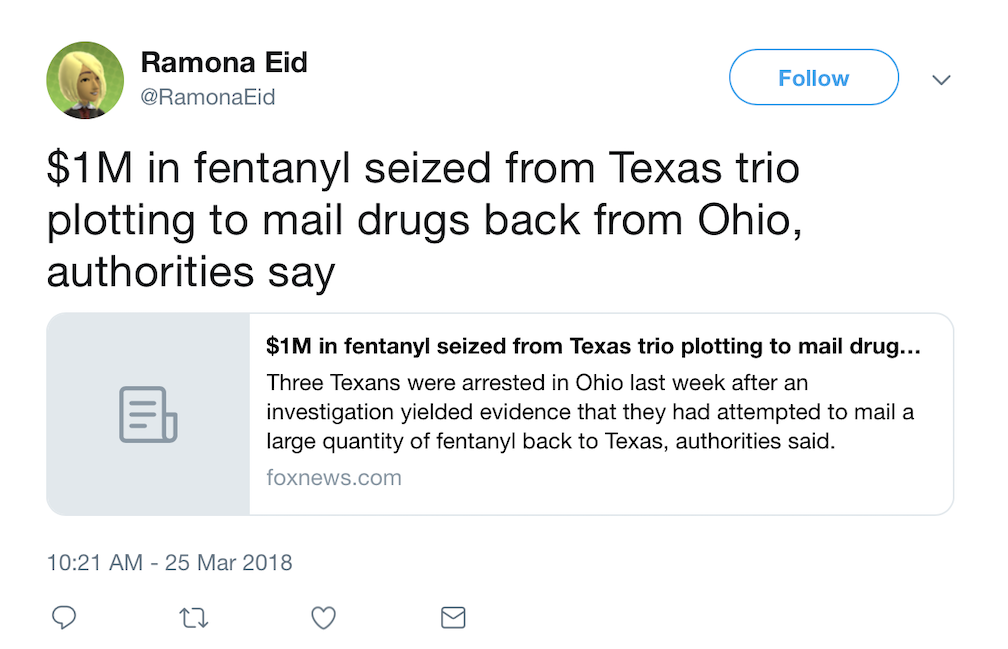 Ramona Eid
@RamonaEid
Follow
$1M in fentanyl seized from Texas trio
plotting to mail drugs back from Ohio,
authorities say
$1M in fentanyl seized from Texas trio plotting to mail drug...
Three Texans were arrested in Ohio last week after an
investigation yielded evidence that they had attempted to mail a
large quantity of fentanyl back to Texas, authorities said.
foxnews.com
10:21 AM - 25 Mar 2018